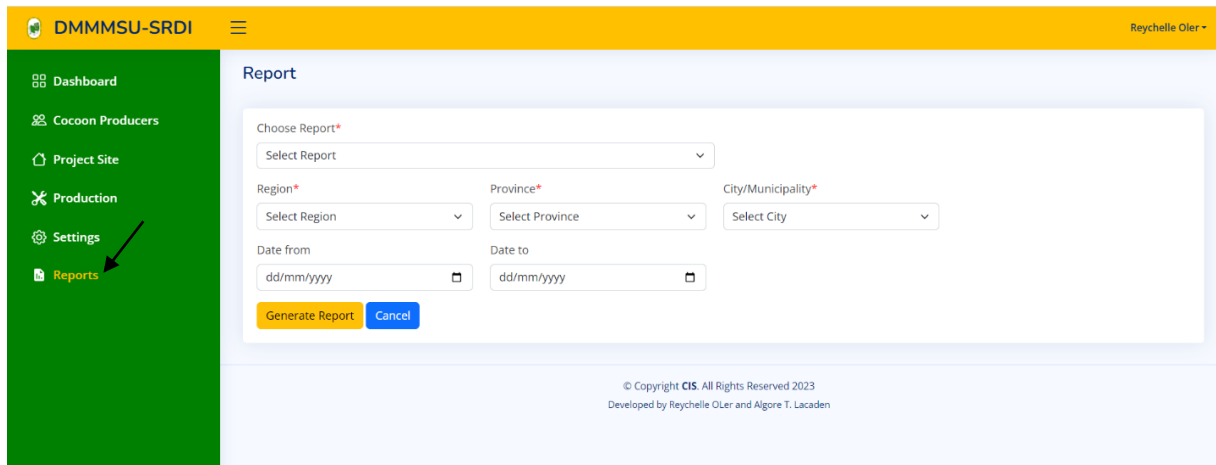 DMMMSU-SRDI
Reychelle Oler
Dashboard
Cocoon Producers
Project Site
Production
Settings
Reports
Report
Choose Report*
Select Report
Region* Province* City/Municipality*
Select Region Select Province Select City
Date from Date to
dd/mm/yyyy dd/mm/yyyy
Generate Report Cancel
© Copyright CIS. All Rights Reserved 2023
Developed by Reychelle OLer and Algore T. Lacaden